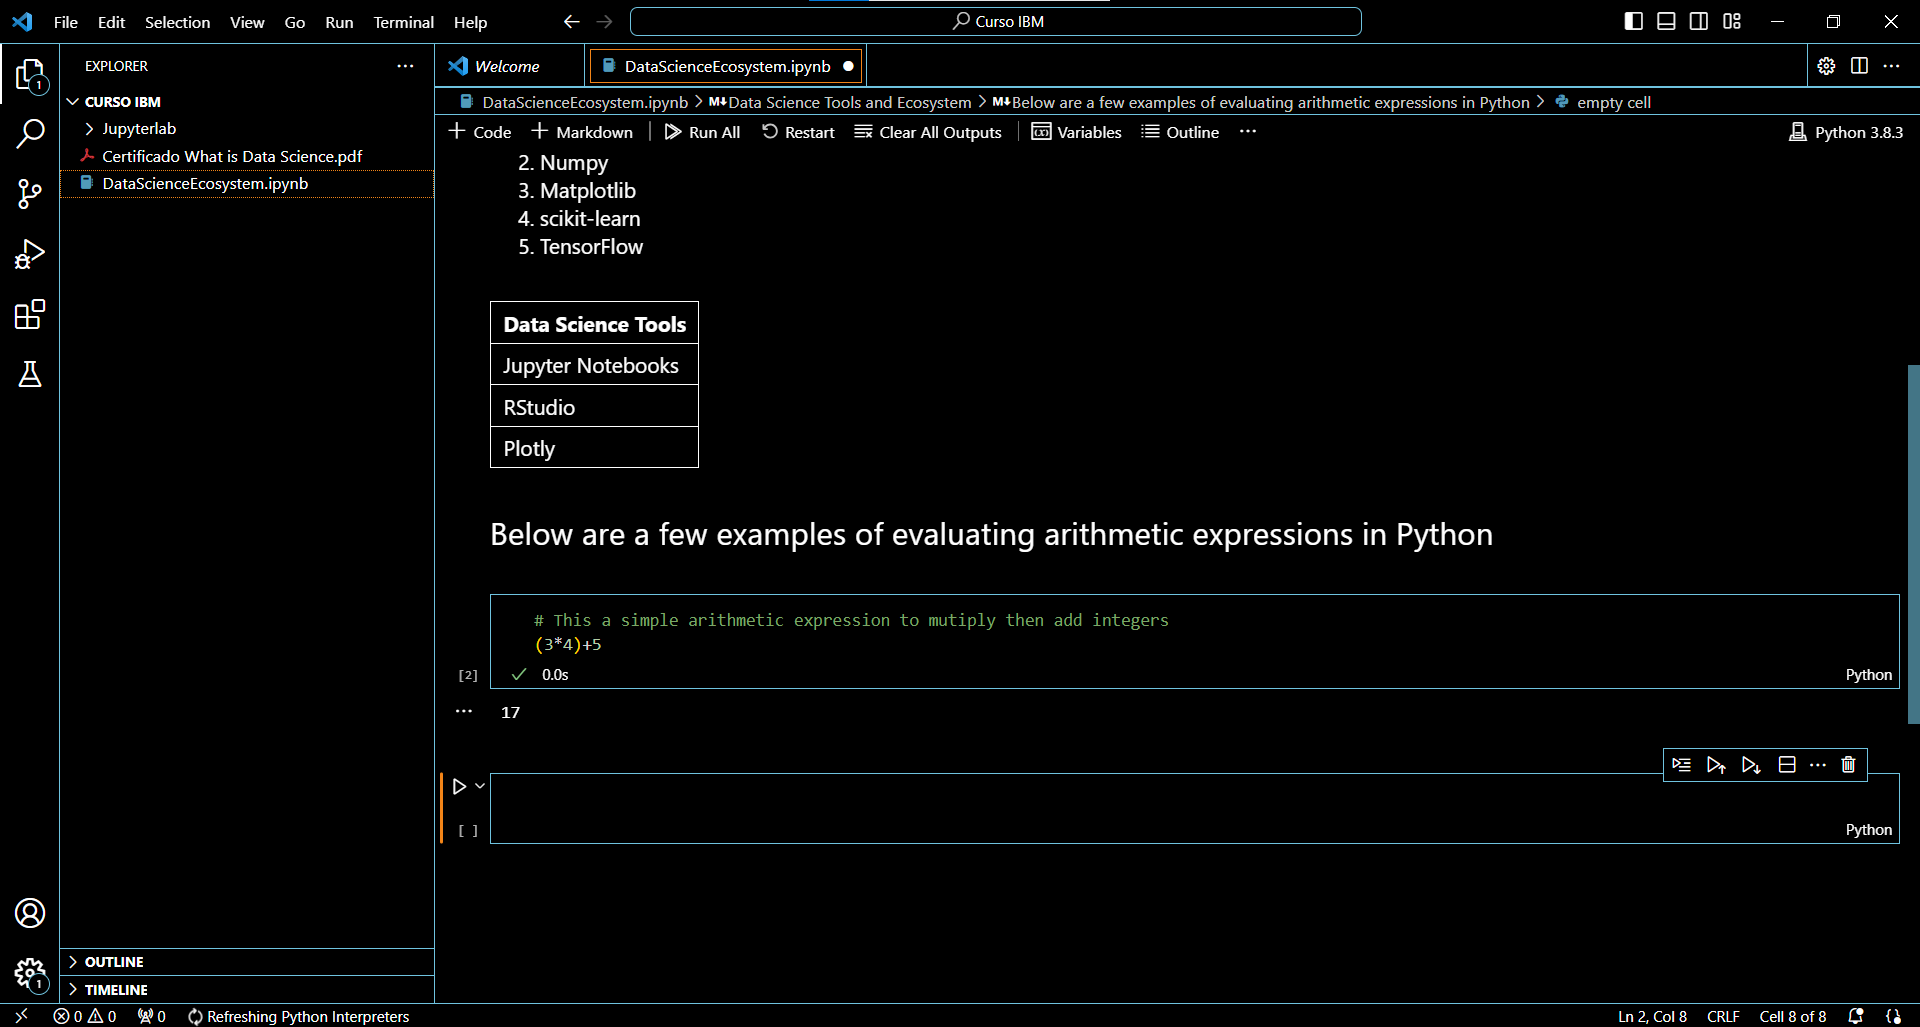 File Edit Selection View Go Run Terminal Help
Curso IBM
EXPLORER
CURSO IBM
Jupyterlab
Certificado What is Data Science.pdf
DataScienceEcosystem.ipynb
OUTLINE
TIMELINE
1
1
Welcome
DataScienceEcosystem.ipynb
DataScienceEcosystem.ipynb > M↓Data Science Tools and Ecosystem > M↓Below are a few examples of evaluating arithmetic expressions in Python > empty cell
+ Code + Markdown | Run All Restart Clear All Outputs | Variables Outline ··· Python 3.8.3
2. Numpy
3. Matplotlib
4. scikit-learn
5. TensorFlow
Data Science Tools
Jupyter Notebooks
RStudio
Plotly
Below are a few examples of evaluating arithmetic expressions in Python
# This a simple arithmetic expression to mutiply then add integers
(3*4)+5
[2] ✓ 0.0s Python
··· 17
[ ] Python
0 0 0 Refreshing Python Interpreters Ln 2, Col 8 CRLF Cell 8 of 8